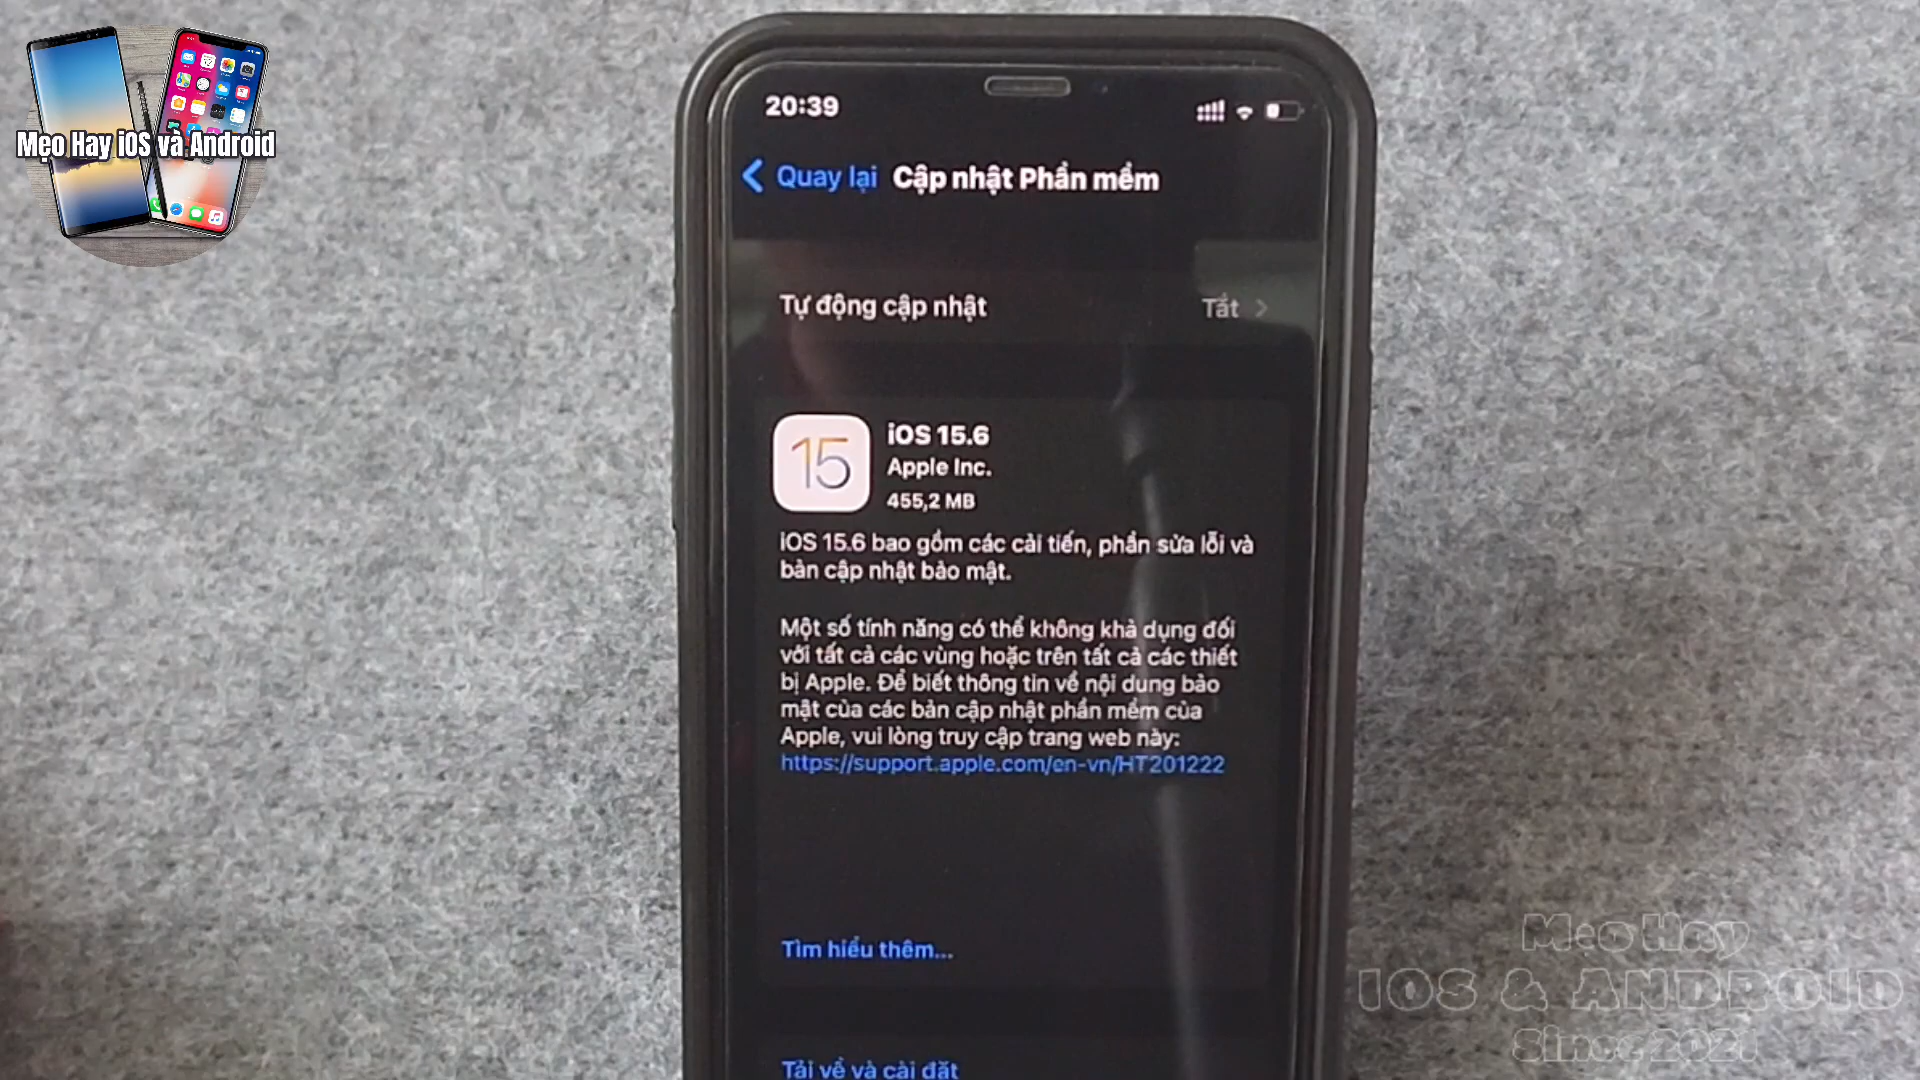 Mẹo Hay iOS và Android
20:39
Quay lại Cập nhật Phần mềm
Tự động cập nhật Tắt
15
iOS 15.6
Apple Inc.
455,2 MB
iOS 15.6 bao gồm các cải tiến, phần sửa lỗi và
bản cập nhật bảo mật.
Một số tính năng có thể không khả dụng đối
với tất cả các vùng hoặc trên tất cả các thiết
bị Apple. Để biết thông tin về nội dung bảo
mật của các bản cập nhật phần mềm của
Apple, vui lòng truy cập trang web này:
https://support.apple.com/en-vn/HT201222
Tìm hiểu thêm...
Tải về và cài đặt
Mẹo Hay
IOS & ANDROID
Since 2021